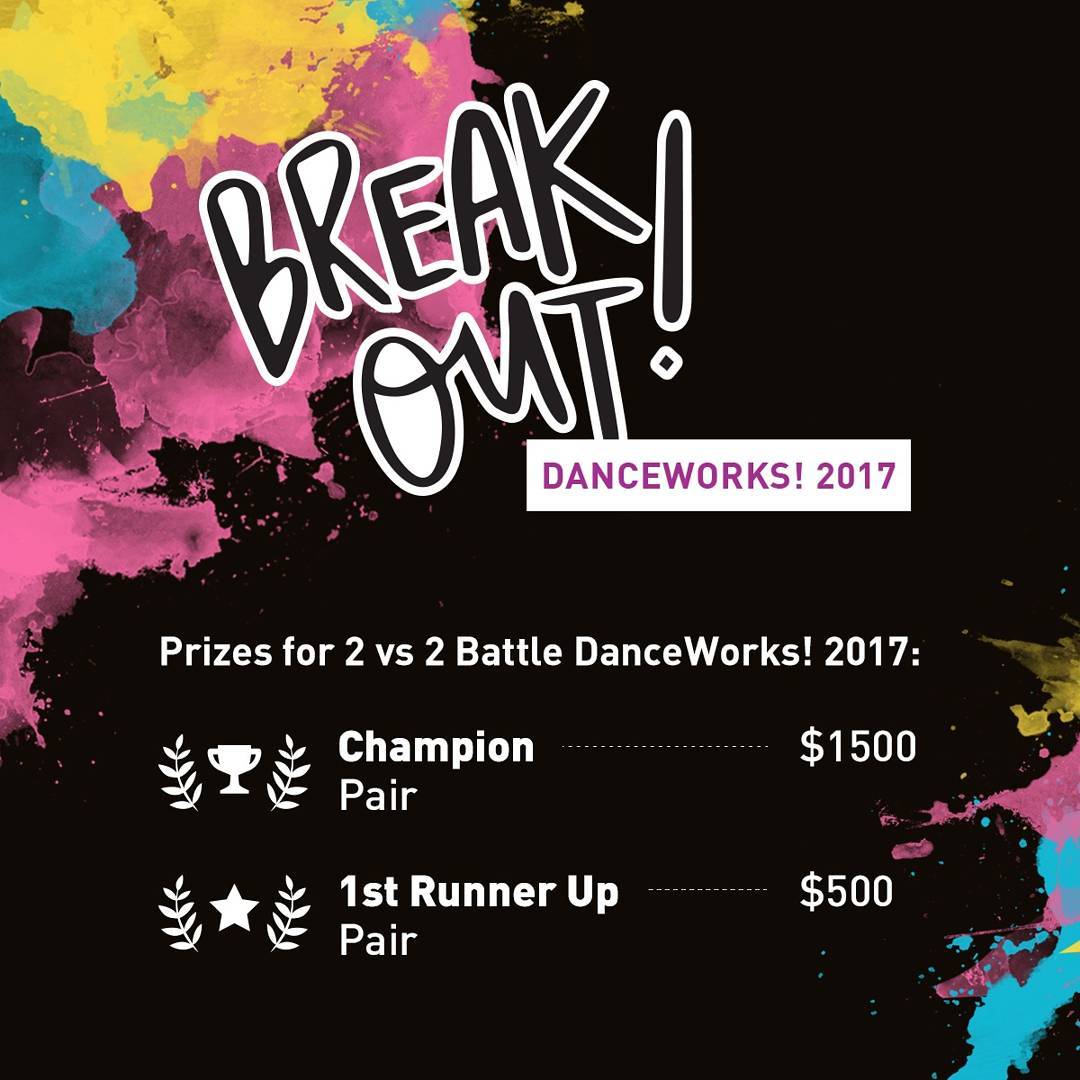 BREAK
OUT!
DANCEWORKS! 2017
Prizes for 2 vs 2 Battle DanceWorks! 2017:
Champion $1500
Pair
1st Runner Up $500
Pair